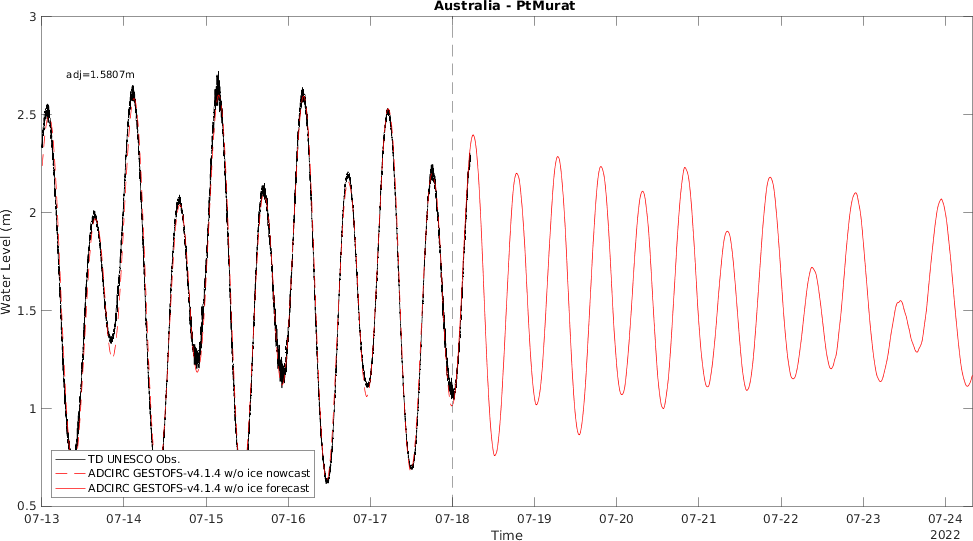 Australia - PtMurat
3
adj=1.5807m
2.5
2
Water Level (m)
1.5
1
TD UNESCO Obs.
ADCIRC GESTOFS-v4.1.4 w/o ice nowcast
ADCIRC GESTOFS-v4.1.4 w/o ice forecast
0.5
07-13 07-14 07-15 07-16 07-17 07-18 07-19 07-20 07-21 07-22 07-23 07-24
Time 2022